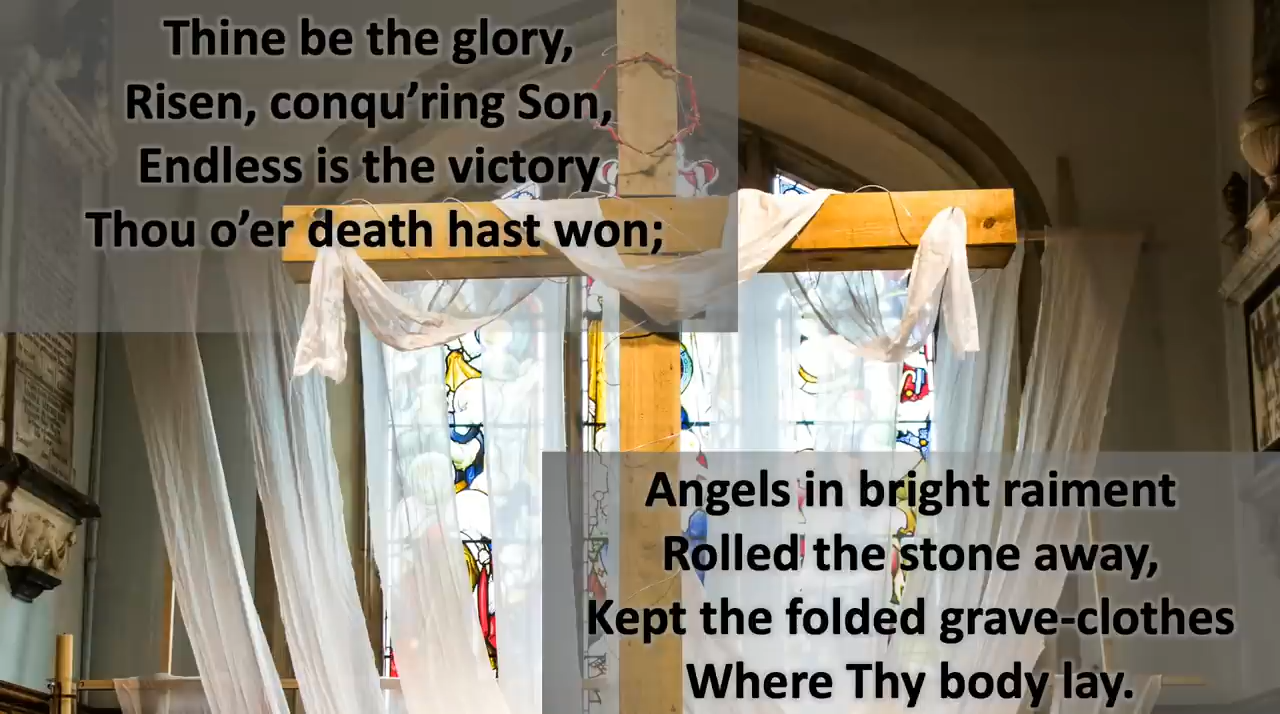 Thine be the glory,
Risen, conqu’ring Son,
Endless is the victory
Thou o’er death hast won;
Angels in bright raiment
Rolled the stone away,
Kept the folded grave-clothes
Where Thy body lay.